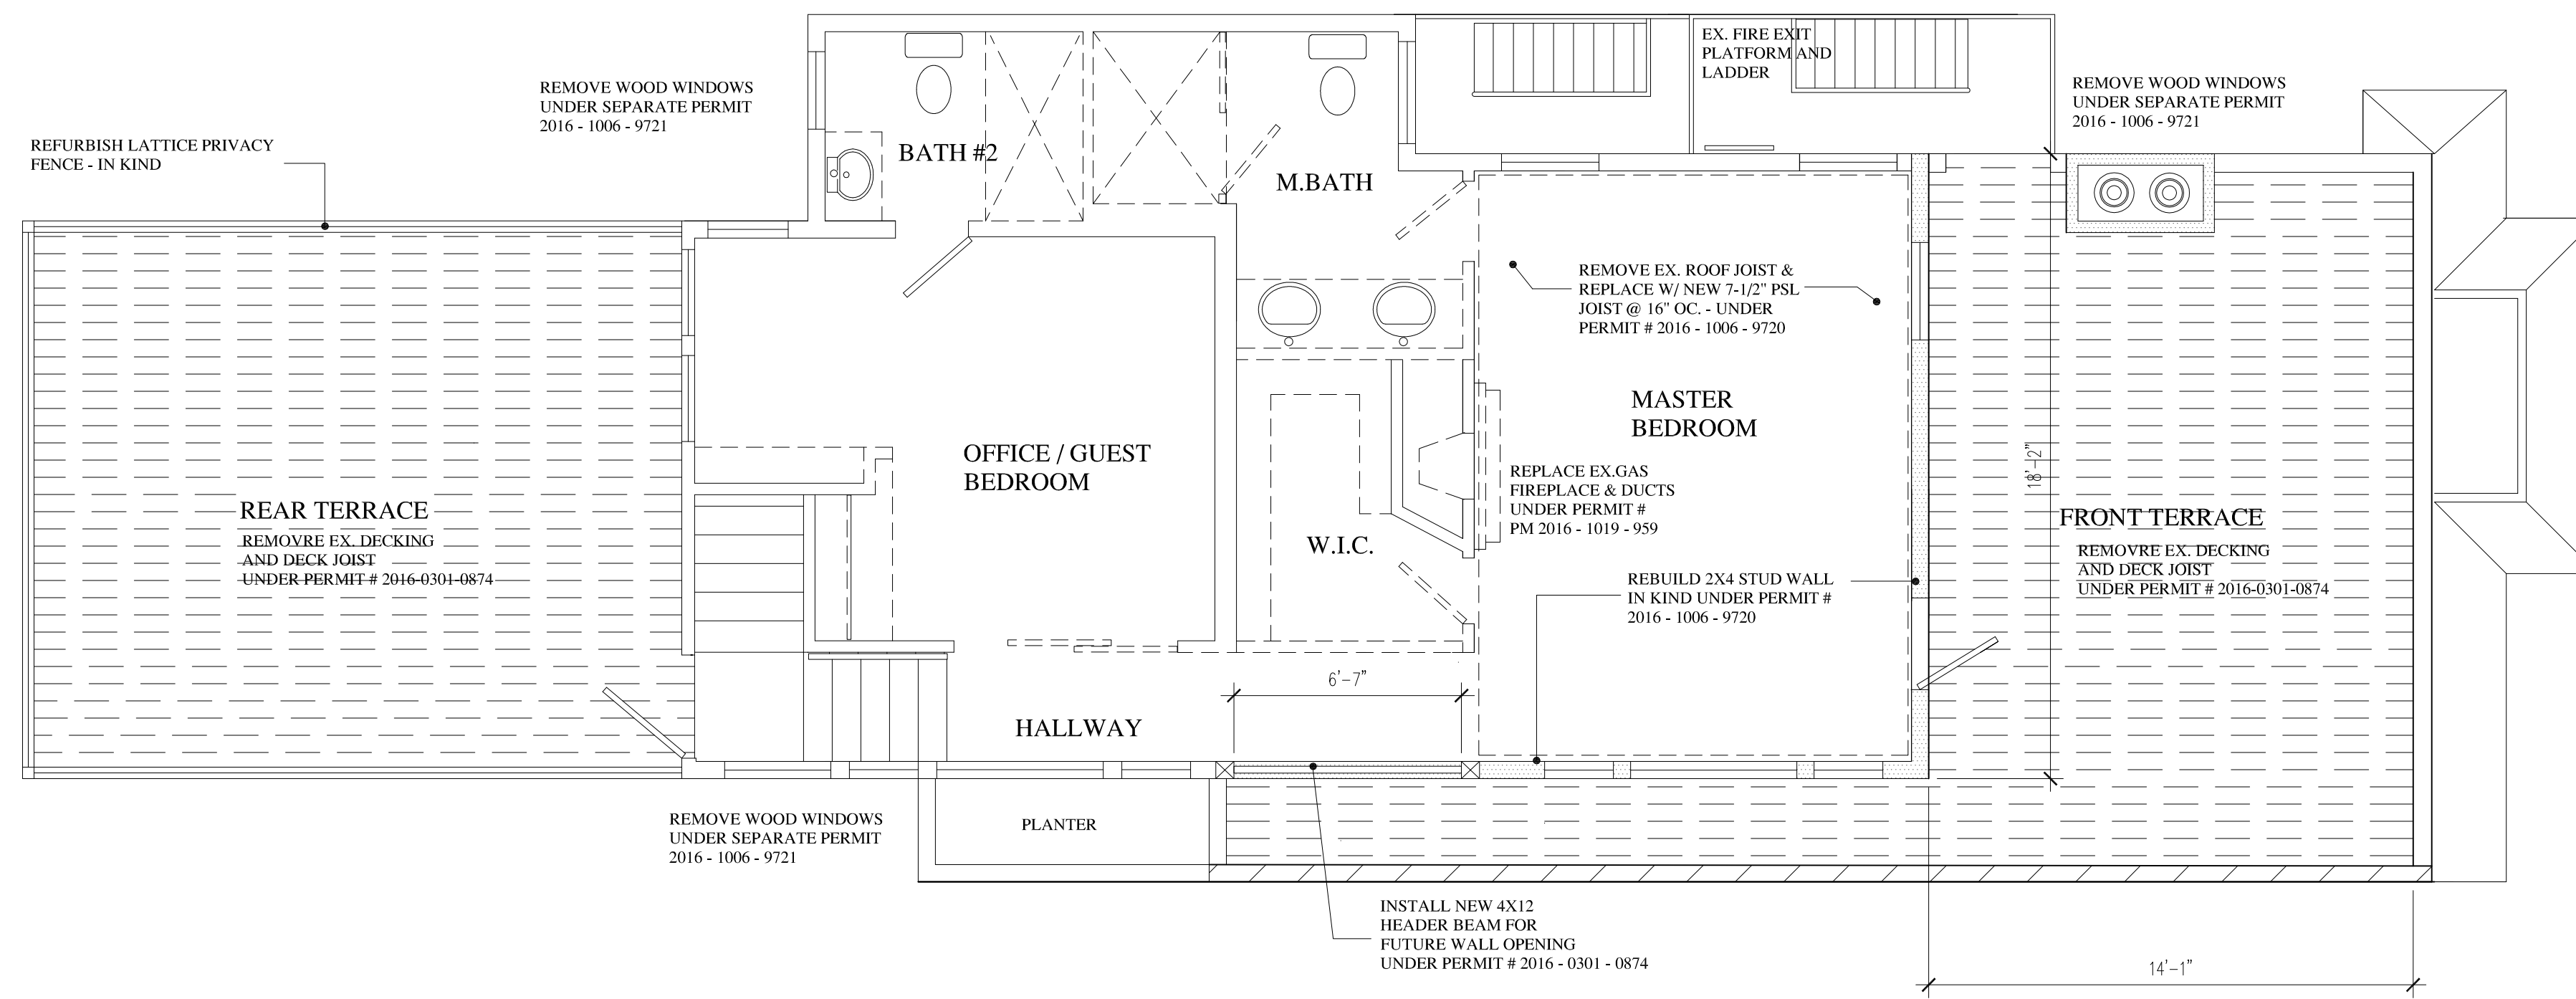 EX. FIRE EXIT
PLATFORM AND
LADDER
REMOVE WOOD WINDOWS
UNDER SEPARATE PERMIT
2016 - 1006 - 9721
REMOVE WOOD WINDOWS
UNDER SEPARATE PERMIT
2016 - 1006 - 9721
REFURBISH LATTICE PRIVACY
FENCE - IN KIND
BATH #2
M.BATH
REMOVE EX. ROOF JOIST &
REPLACE W/ NEW 7-1/2" PSL
JOIST @ 16" OC. - UNDER
PERMIT # 2016 - 1006 - 9720
MASTER
BEDROOM
OFFICE / GUEST
BEDROOM
REPLACE EX.GAS
FIREPLACE & DUCTS
UNDER PERMIT #
PM 2016 - 1019 - 959
18'-2"
REAR TERRACE
REMOVRE EX. DECKING
AND DECK JOIST
UNDER PERMIT # 2016-0301-0874
FRONT TERRACE
REMOVRE EX. DECKING
AND DECK JOIST
UNDER PERMIT # 2016-0301-0874
W.I.C.
REBUILD 2X4 STUD WALL
IN KIND UNDER PERMIT #
2016 - 1006 - 9720
6'-7"
HALLWAY
REMOVE WOOD WINDOWS
UNDER SEPARATE PERMIT
2016 - 1006 - 9721
PLANTER
INSTALL NEW 4X12
HEADER BEAM FOR
FUTURE WALL OPENING
UNDER PERMIT # 2016 - 0301 - 0874
14'-1"